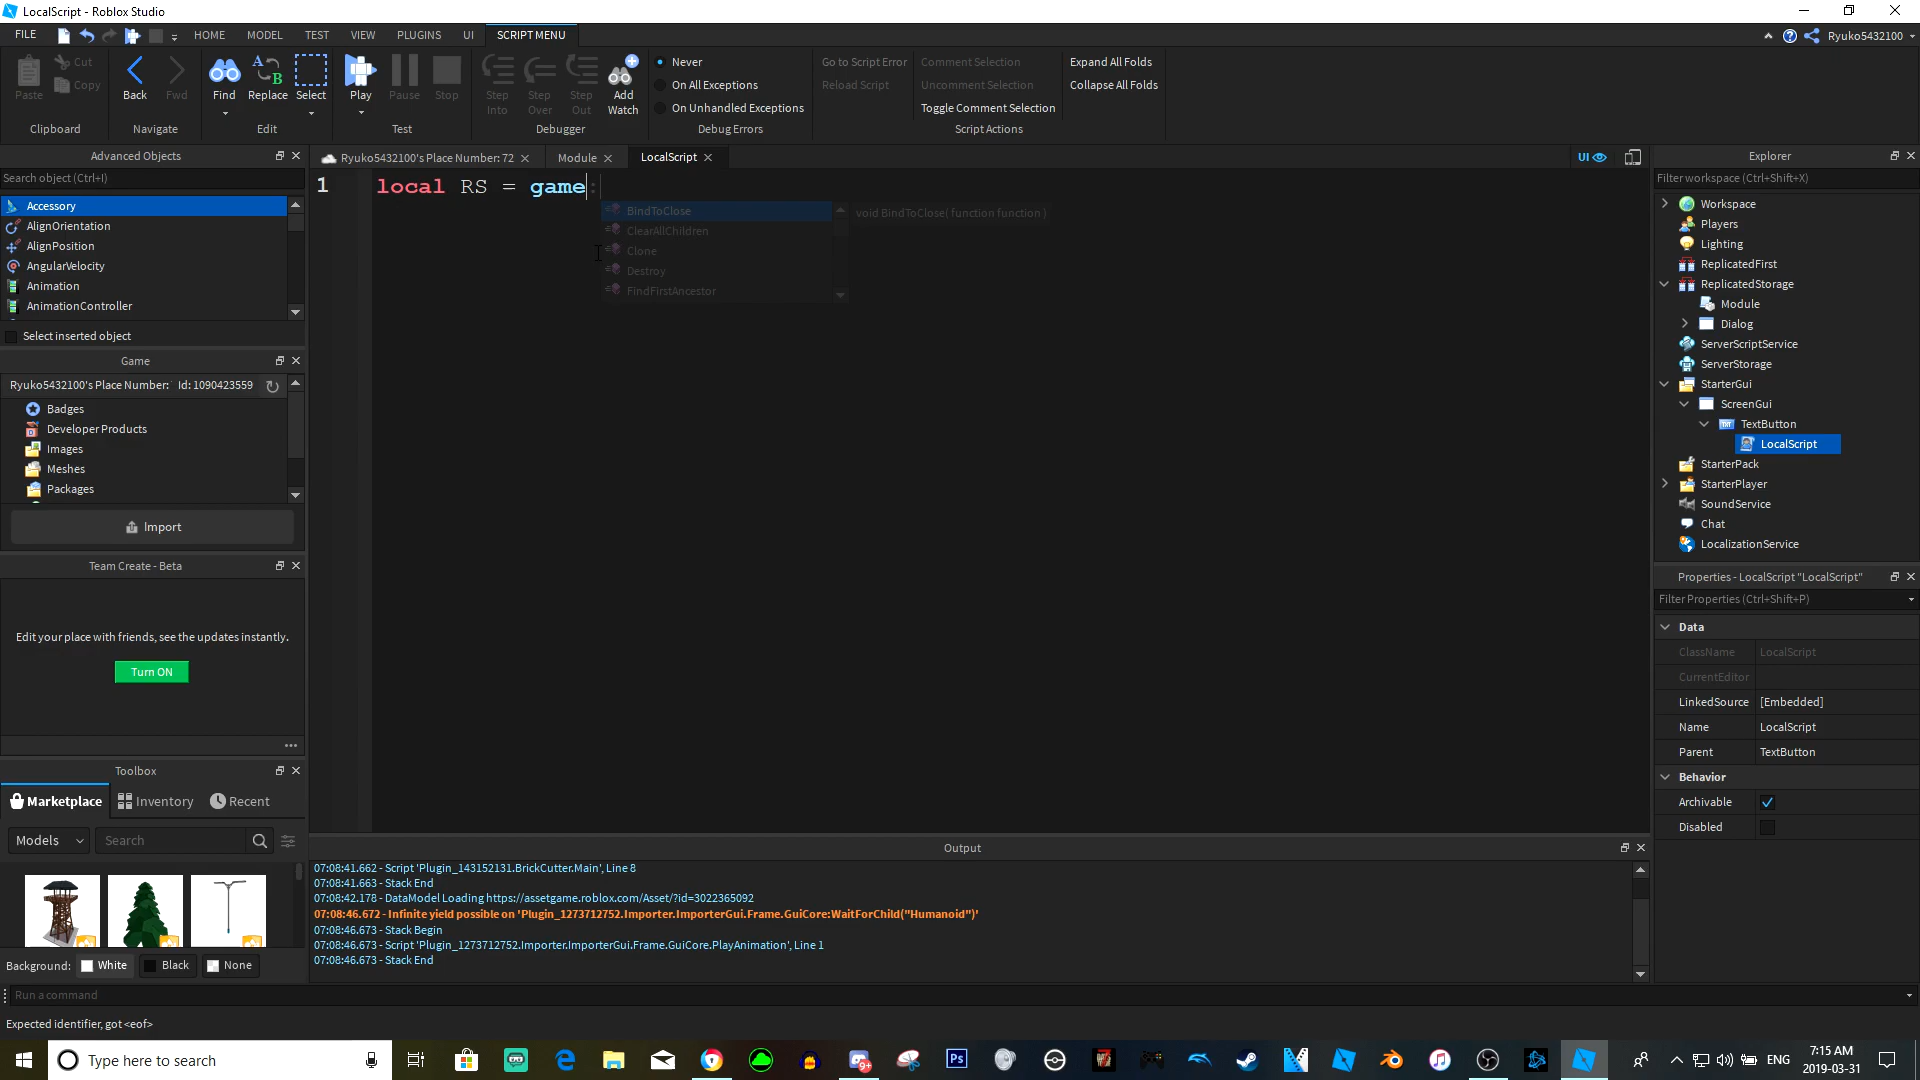 LocalScript - Roblox Studio
FILE HOME MODEL TEST VIEW PLUGINS UI SCRIPT MENU Ryuko5432100
Paste Cut Copy Back Fwd Find Replace Select Play Pause Stop Step Into Step Over Step Out Add Watch
Never
On All Exceptions
On Unhandled Exceptions
Go to Script Error
Reload Script
Comment Selection
Uncomment Selection
Toggle Comment Selection
Expand All Folds
Collapse All Folds
Clipboard Navigate Edit Test Debugger Debug Errors Script Actions
Advanced Objects
Search object (Ctrl+I)
Accessory
AlignOrientation
AlignPosition
AngularVelocity
Animation
AnimationController
Select inserted object
Game
Ryuko5432100's Place Number: Id: 1090423559
Badges
Developer Products
Images
Meshes
Packages
Import
Team Create - Beta
Edit your place with friends, see the updates instantly.
Turn ON
Toolbox
Marketplace Inventory Recent
Models Search
Background: White Black None
Ryuko5432100's Place Number: 72 Module LocalScript UI
1 local RS = game:
BindToClose void BindToClose( function function )
ClearAllChildren
Clone
Destroy
FindFirstAncestor
Output
07:08:41.662 - Script 'Plugin_143152131.BrickCutter.Main', Line 8
07:08:41.663 - Stack End
07:08:42.178 - DataModel Loading https://assetgame.roblox.com/Asset/?id=3022365092
07:08:46.672 - Infinite yield possible on 'Plugin_1273712752.Importer.ImporterGui.Frame.GuiCore:WaitForChild("Humanoid")'
07:08:46.673 - Stack Begin
07:08:46.673 - Script 'Plugin_1273712752.Importer.ImporterGui.Frame.GuiCore.PlayAnimation', Line 1
07:08:46.673 - Stack End
Explorer
Filter workspace (Ctrl+Shift+X)
Workspace
Players
Lighting
ReplicatedFirst
ReplicatedStorage
Module
Dialog
ServerScriptService
ServerStorage
StarterGui
ScreenGui
TextButton
LocalScript
StarterPack
StarterPlayer
SoundService
Chat
LocalizationService
Properties - LocalScript "LocalScript"
Filter Properties (Ctrl+Shift+P)
Data
ClassName LocalScript
CurrentEditor
LinkedSource [Embedded]
Name LocalScript
Parent TextButton
Behavior
Archivable
Disabled
Run a command
Expected identifier, got <eof>
Type here to search
Ps
9+
ENG
7:15 AM
2019-03-31